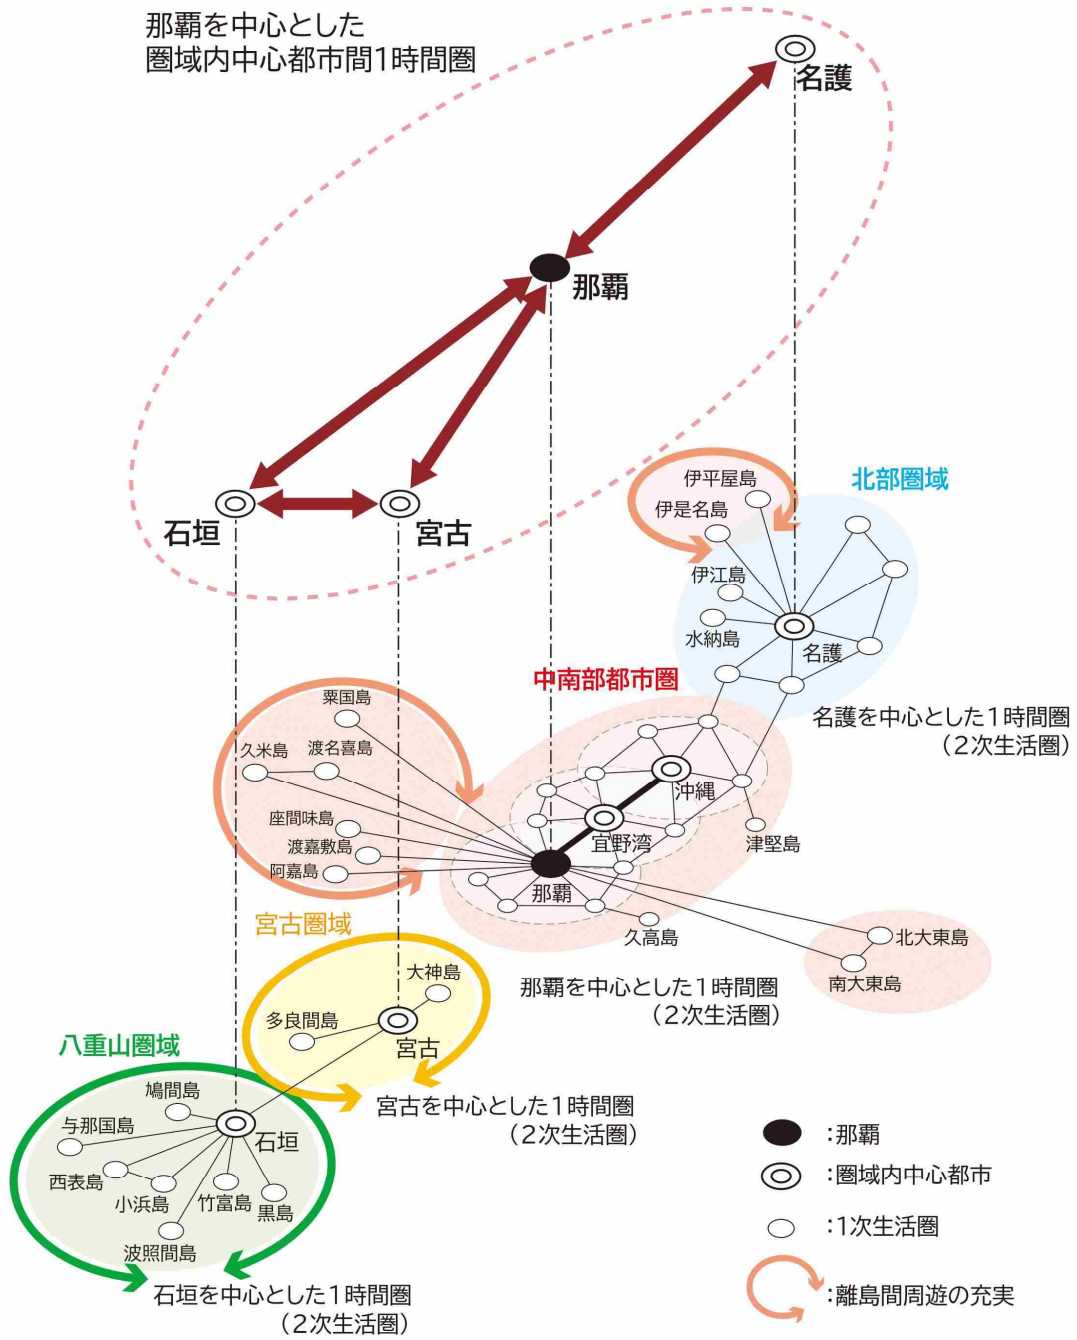 那覇を中心とした
圏域内中心都市間1時間圏
名護
那覇
石垣
宮古
北部圏域
伊平屋島
伊是名島
伊江島
水納島
名護
名護を中心とした1時間圏
（2次生活圏）
中南部都市圏
粟国島
久米島
渡名喜島
座間味島
渡嘉敷島
阿嘉島
沖縄
宜野湾
那覇
津堅島
久高島
北大東島
南大東島
那覇を中心とした1時間圏
（2次生活圏）
宮古圏域
大神島
多良間島
宮古
宮古を中心とした1時間圏
（2次生活圏）
八重山圏域
鳩間島
与那国島
石垣
西表島
小浜島
竹富島
黒島
波照間島
石垣を中心とした1時間圏
（2次生活圏）
：那覇
：圏域内中心都市
：1次生活圏
：離島間周遊の充実